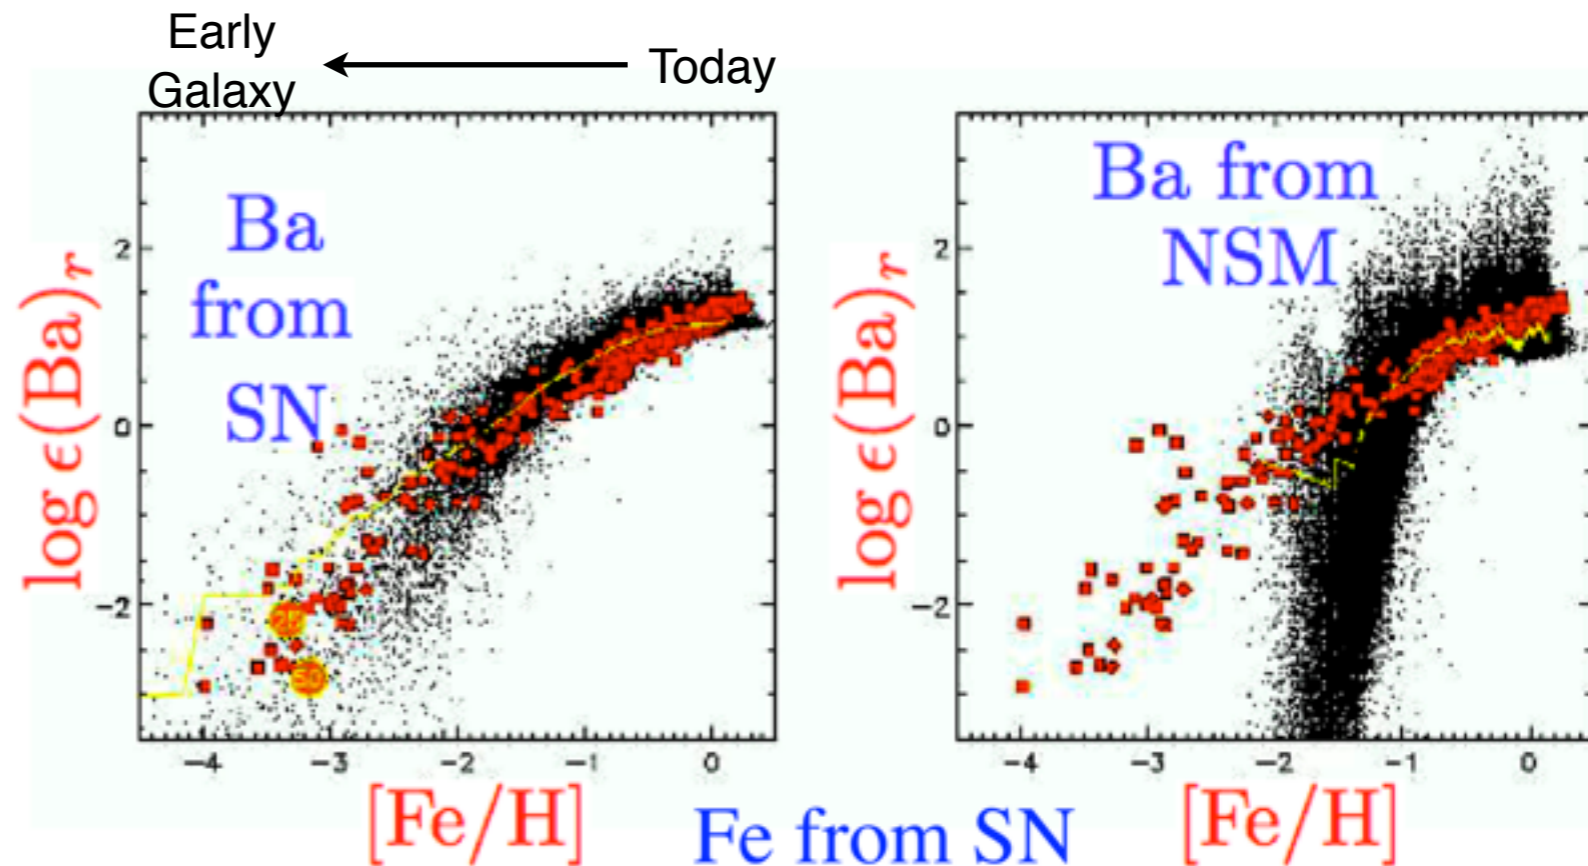 Early
Galaxy
Today
Ba
from
SN
Ba from
NSM
log ϵ(Ba)r
2
0
−2
−4 −3 −2 −1 0
[Fe/H]
log ϵ(Ba)r
2
0
−2
−4 −3 −2 −1 0
[Fe/H]
Fe from SN